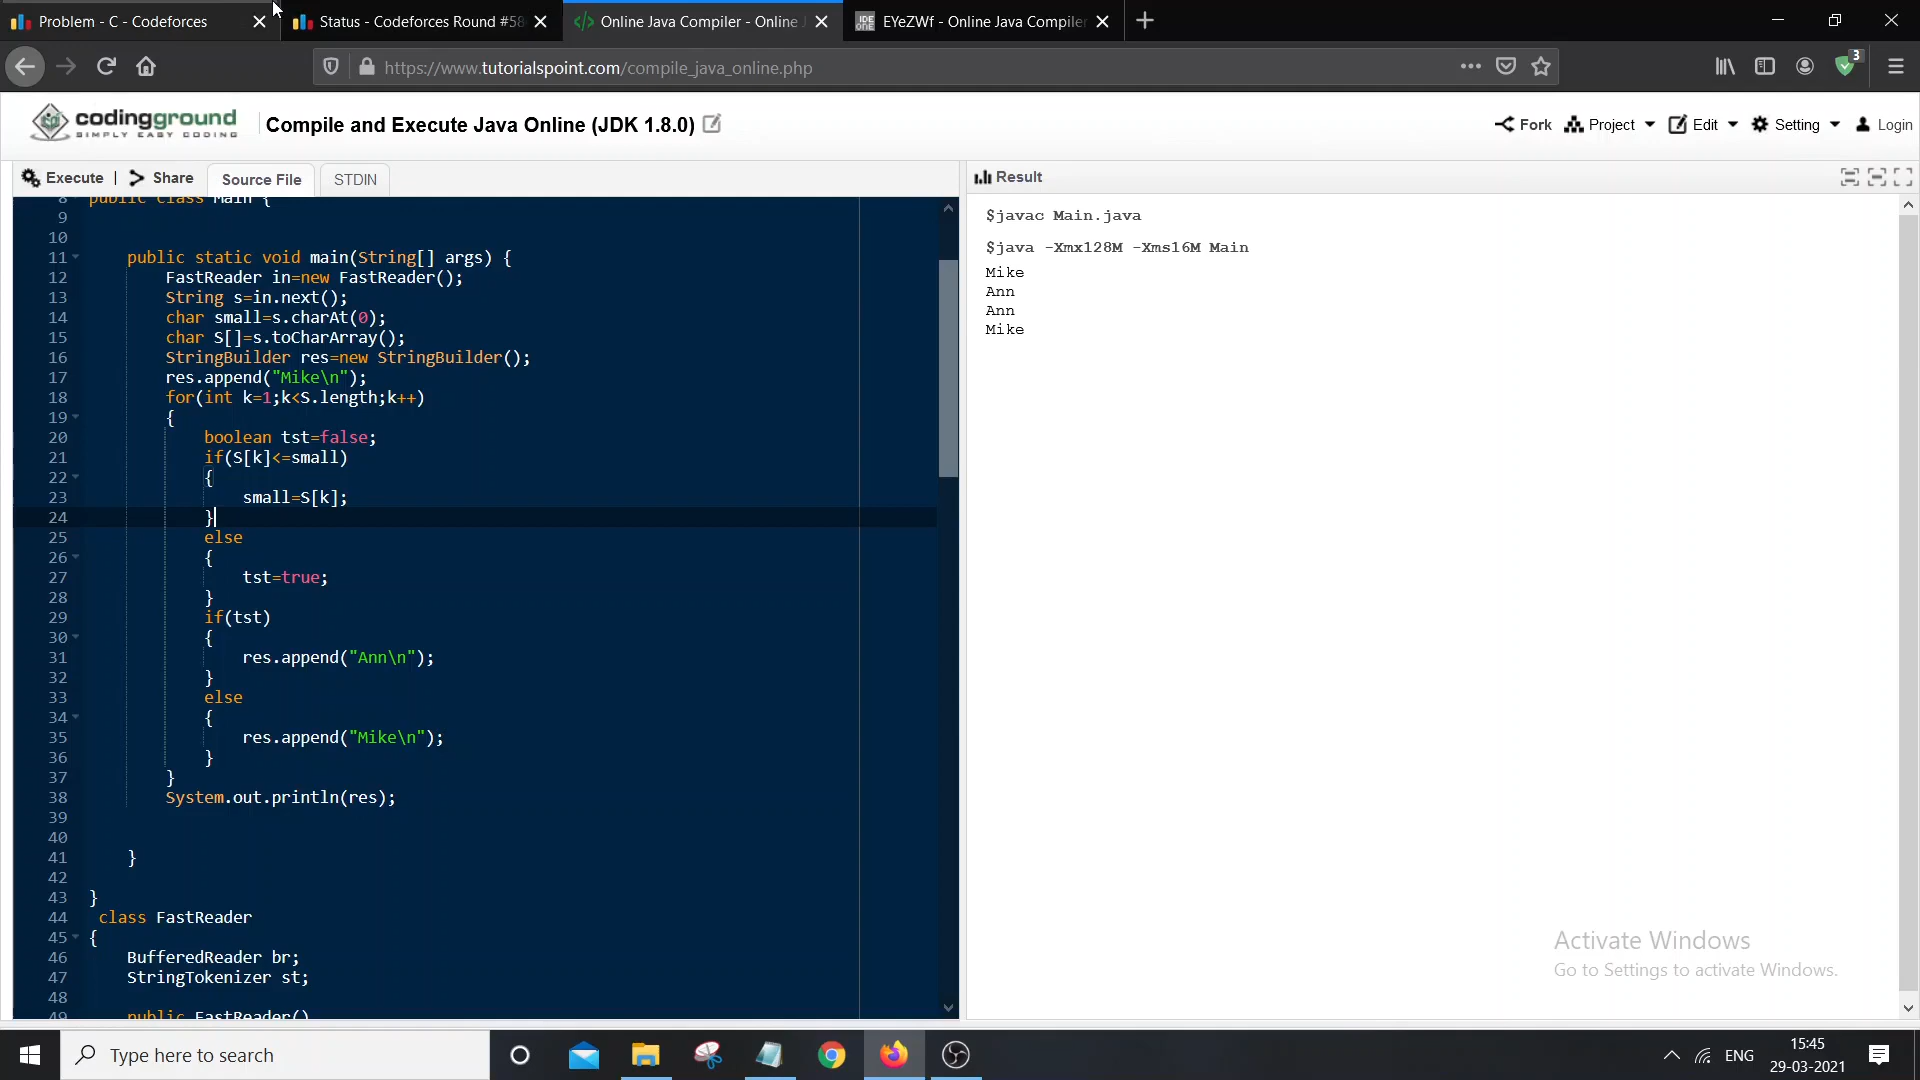 Problem - C - Codeforces
Status - Codeforces Round #58
Online Java Compiler - Online
EYeZWf - Online Java Compiler
https://www.tutorialspoint.com/compile_java_online.php
3
codingground
SIMPLY EASY CODING
Compile and Execute Java Online (JDK 1.8.0)
Fork
Project
Edit
Setting
Login
Execute | Share
Source File
STDIN
Result
8 public class Main {
9
10
11 public static void main(String[] args) {
12 FastReader in=new FastReader();
13 String s=in.next();
14 char small=s.charAt(0);
15 char S[]=s.toCharArray();
16 StringBuilder res=new StringBuilder();
17 res.append("Mike\n");
18 for(int k=1;k<S.length;k++)
19 {
20 boolean tst=false;
21 if(S[k]<=small)
22 {
23 small=S[k];
24 }
25 else
26 {
27 tst=true;
28 }
29 if(tst)
30 {
31 res.append("Ann\n");
32 }
33 else
34 {
35 res.append("Mike\n");
36 }
37 }
38 System.out.println(res);
39
40
41 }
42
43 }
44 class FastReader
45 {
46 BufferedReader br;
47 StringTokenizer st;
48
49 public FastReader()
$javac Main.java
$java -Xmx128M -Xms16M Main
Mike
Ann
Ann
Mike
Activate Windows
Go to Settings to activate Windows.
Type here to search
ENG
15:45
29-03-2021